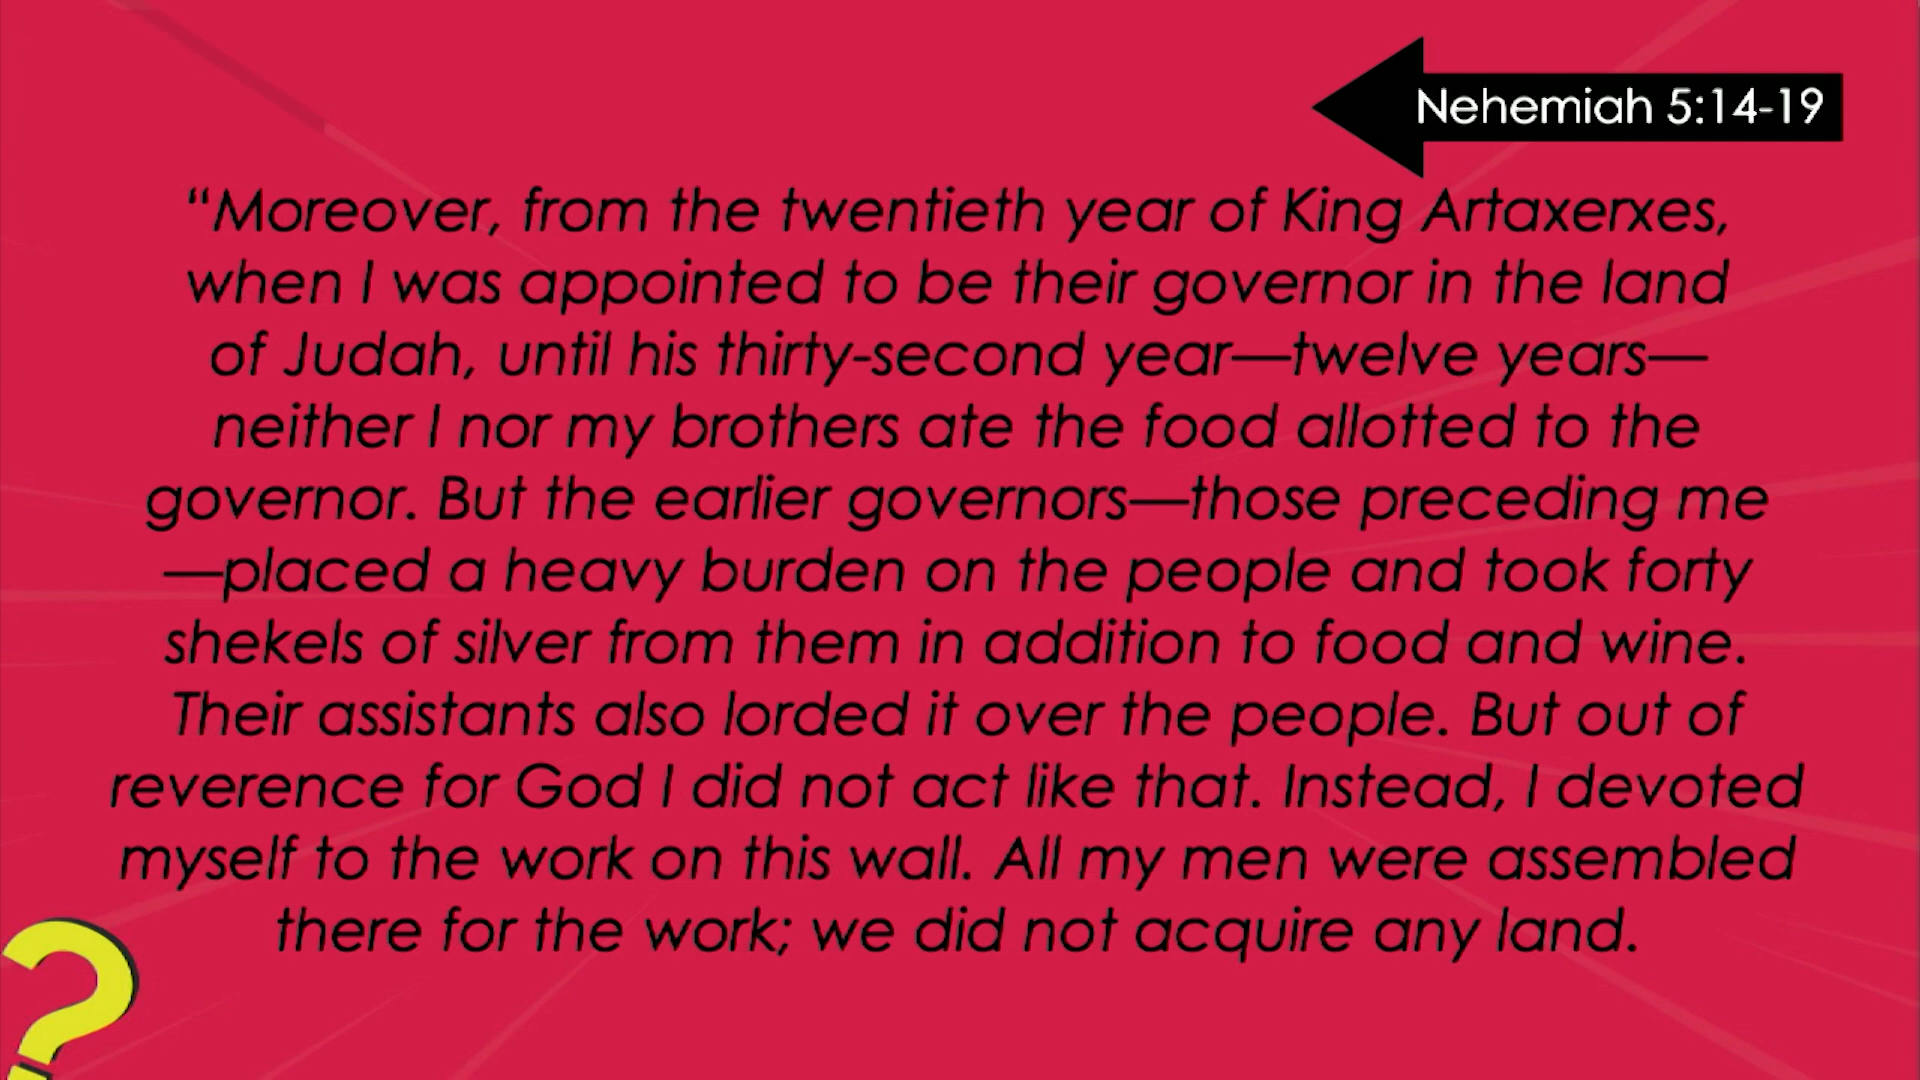 Nehemiah 5:14-19
“Moreover, from the twentieth year of King Artaxerxes,
when I was appointed to be their governor in the land
of Judah, until his thirty-second year—twelve years—
neither I nor my brothers ate the food allotted to the
governor. But the earlier governors—those preceding me
—placed a heavy burden on the people and took forty
shekels of silver from them in addition to food and wine.
Their assistants also lorded it over the people. But out of
reverence for God I did not act like that. Instead, I devoted
myself to the work on this wall. All my men were assembled
there for the work; we did not acquire any land.
?